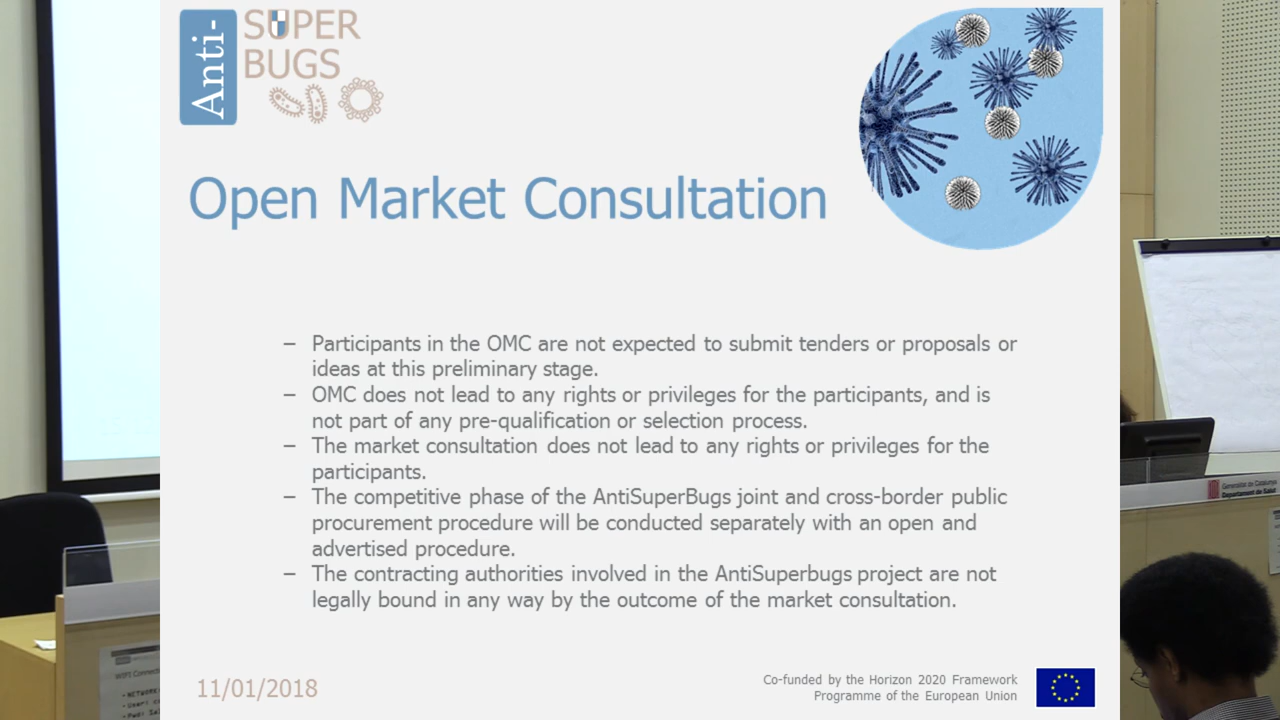 Anti-
SUPER
BUGS
Open Market Consultation
– Participants in the OMC are not expected to submit tenders or proposals or
ideas at this preliminary stage.
– OMC does not lead to any rights or privileges for the participants, and is
not part of any pre-qualification or selection process.
– The market consultation does not lead to any rights or privileges for the
participants.
– The competitive phase of the AntiSuperBugs joint and cross-border public
procurement procedure will be conducted separately with an open and
advertised procedure.
– The contracting authorities involved in the AntiSuperbugs project are not
legally bound in any way by the outcome of the market consultation.
11/01/2018
Co-funded by the Horizon 2020 Framework
Programme of the European Union
Generalitat de Catalunya
Departament de Salut